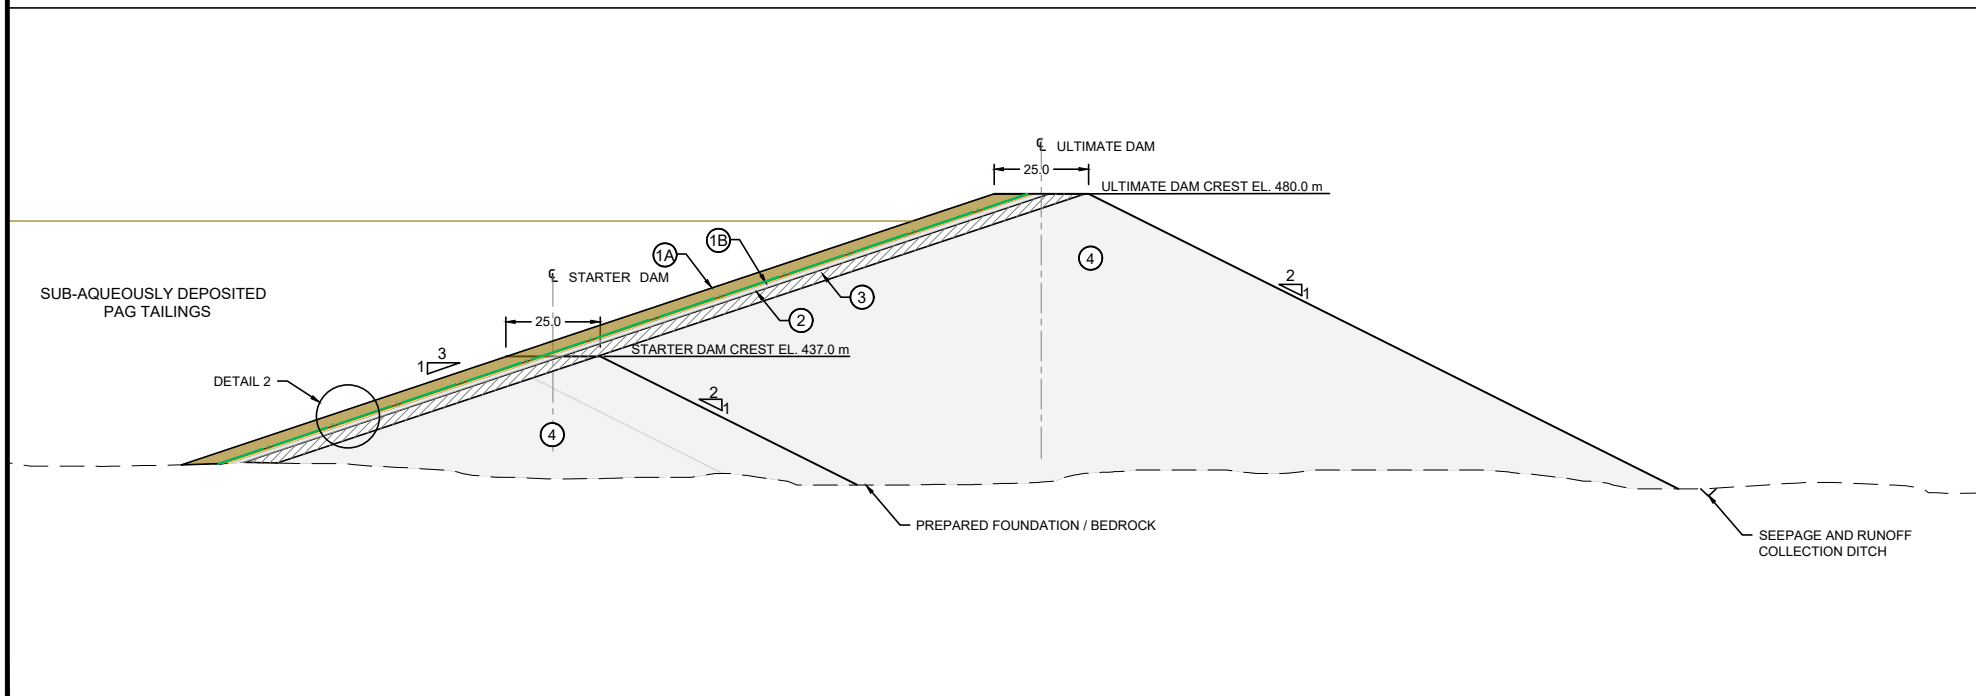 ℄ ULTIMATE DAM
25.0
ULTIMATE DAM CREST EL. 480.0 m
1B
1A
4
℄ STARTER DAM
2
1
SUB-AQUEOUSLY DEPOSITED
PAG TAILINGS
3
2
25.0
STARTER DAM CREST EL. 437.0 m
3
1
DETAIL 2
2
1
4
PREPARED FOUNDATION / BEDROCK
SEEPAGE AND RUNOFF
COLLECTION DITCH